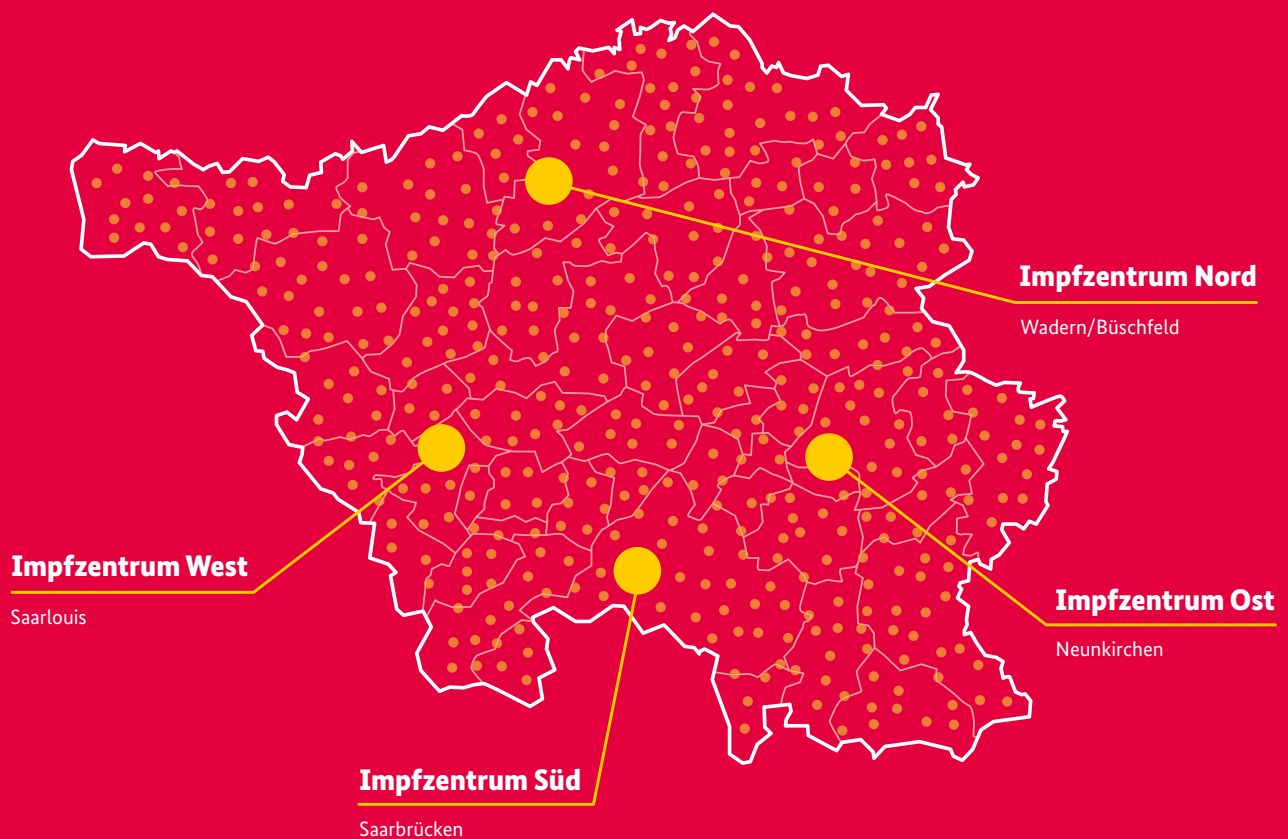 Impfzentrum Nord
Wadern/Büschfeld
Impfzentrum West
Saarlouis
Impfzentrum Ost
Neunkirchen
Impfzentrum Süd
Saarbrücken